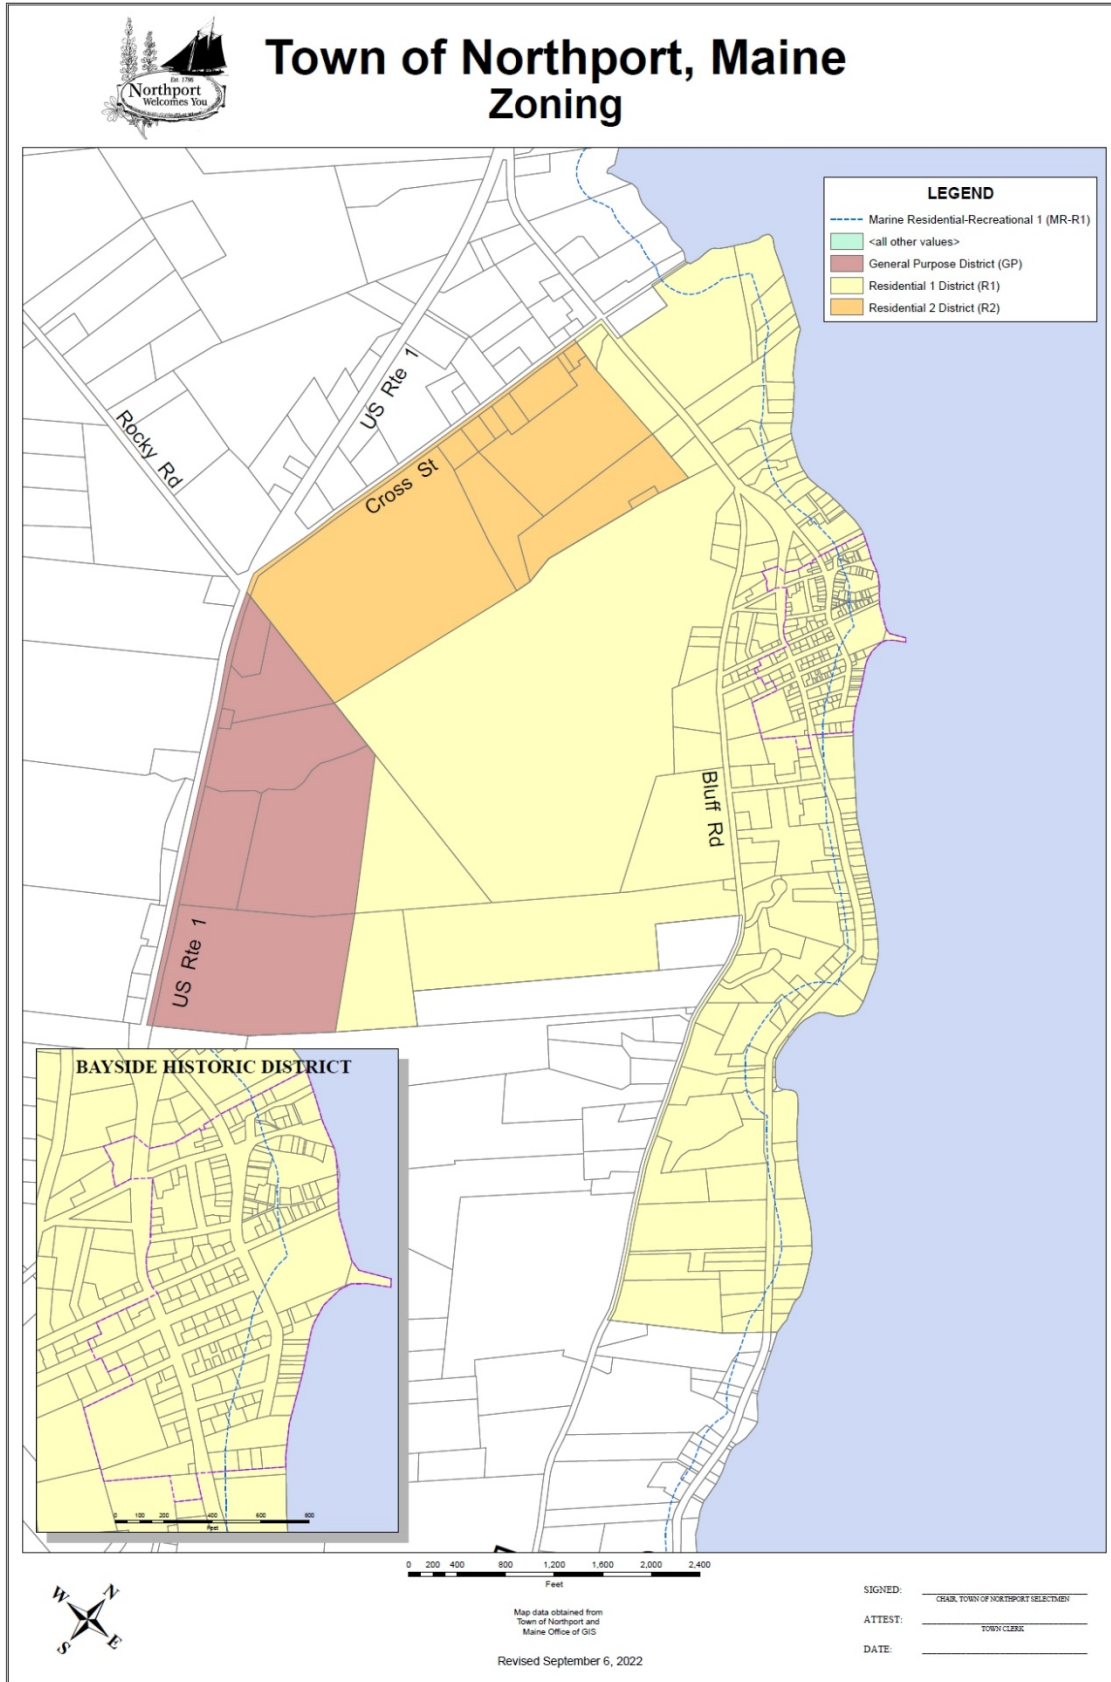 Town of Northport, Maine
Zoning
Est. 1796
Northport
Welcomes You
LEGEND
Marine Residential-Recreational 1 (MR-R1)
<all other values>
General Purpose District (GP)
Residential 1 District (R1)
Residential 2 District (R2)
US Rte 1
Rocky Rd
Cross St
Bluff Rd
US Rte 1
BAYSIDE HISTORIC DISTRICT
0 100 200 400 600 800
Feet
0 200 400 800 1,200 1,600 2,000 2,400
Feet
N
W
E
S
Map data obtained from
Town of Northport and
Maine Office of GIS
Revised September 6, 2022
SIGNED:
CHAIR, TOWN OF NORTHPORT SELECTMEN
ATTEST:
TOWN CLERK
DATE: